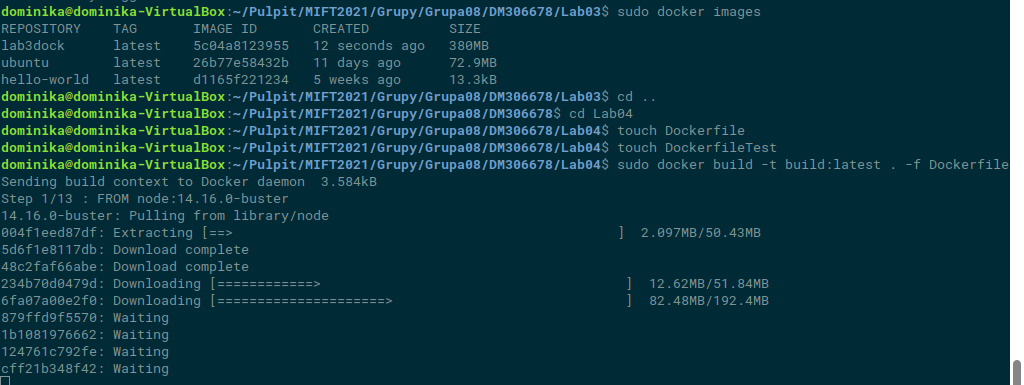 dominika@dominika-VirtualBox:~/Pulpit/MIFT2021/Grupy/Grupa08/DM306678/Lab03$ sudo docker images
REPOSITORY    TAG       IMAGE ID       CREATED          SIZE
lab3dock      latest    5c04a8123955   12 seconds ago   380MB
ubuntu        latest    26b77e58432b   11 days ago      72.9MB
hello-world   latest    d1165f221234   5 weeks ago      13.3kB
dominika@dominika-VirtualBox:~/Pulpit/MIFT2021/Grupy/Grupa08/DM306678/Lab03$ cd ..
dominika@dominika-VirtualBox:~/Pulpit/MIFT2021/Grupy/Grupa08/DM306678$ cd Lab04
dominika@dominika-VirtualBox:~/Pulpit/MIFT2021/Grupy/Grupa08/DM306678/Lab04$ touch Dockerfile
dominika@dominika-VirtualBox:~/Pulpit/MIFT2021/Grupy/Grupa08/DM306678/Lab04$ touch DockerfileTest
dominika@dominika-VirtualBox:~/Pulpit/MIFT2021/Grupy/Grupa08/DM306678/Lab04$ sudo docker build -t build:latest . -f Dockerfile
Sending build context to Docker daemon  3.584kB
Step 1/13 : FROM node:14.16.0-buster
14.16.0-buster: Pulling from library/node
004f1eed87df: Extracting [==>                                                ]  2.097MB/50.43MB
5d6f1e8117db: Download complete
48c2faf66abe: Download complete
234b70d0479d: Downloading [============>                                      ]  12.62MB/51.84MB
6fa07a00e2f0: Downloading [=====================>                             ]  82.48MB/192.4MB
879ffd9f5570: Waiting
1b1081976662: Waiting
124761c792fe: Waiting
cff21b348f42: Waiting